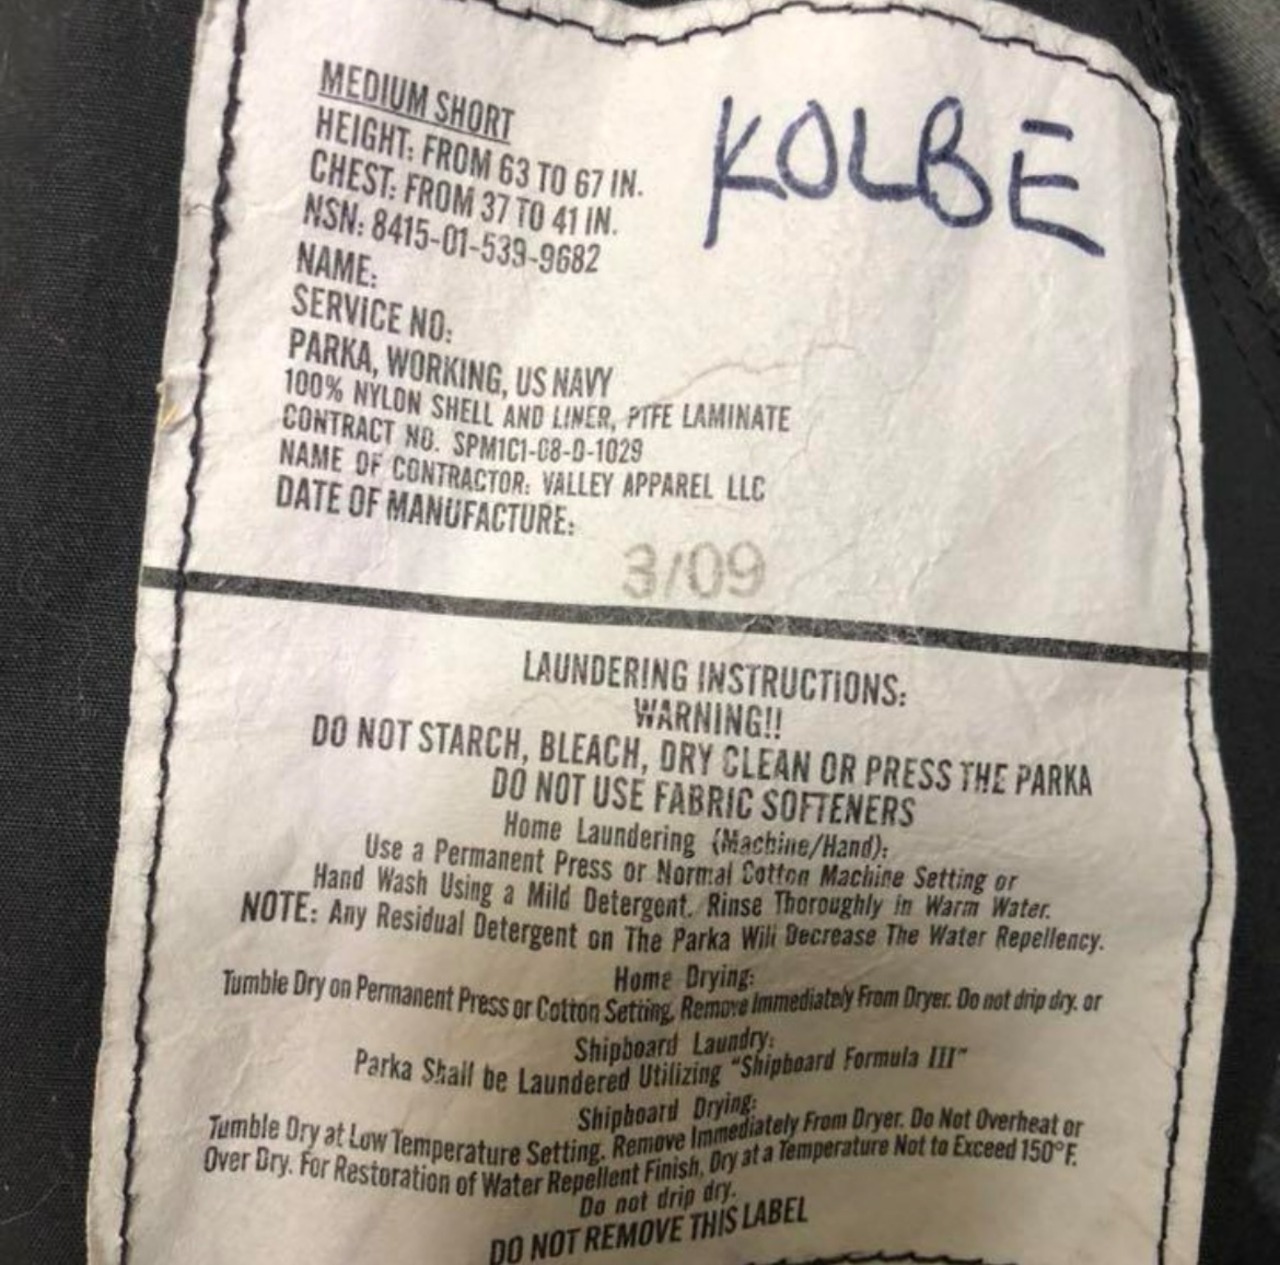 MEDIUM SHORT
KOLBE
HEIGHT: FROM 63 TO 67 IN.
CHEST: FROM 37 TO 41 IN.
NSN: 8415-01-539-9682
NAME:
SERVICE NO:
PARKA, WORKING, US NAVY
100% NYLON SHELL AND LINER, PTFE LAMINATE
CONTRACT NO. SPM1C1-08-D-1029
NAME OF CONTRACTOR: VALLEY APPAREL LLC
DATE OF MANUFACTURE:
3/09
LAUNDERING INSTRUCTIONS:
WARNING!!
DO NOT STARCH, BLEACH, DRY CLEAN OR PRESS THE PARKA
DO NOT USE FABRIC SOFTENERS
Home Laundering (Machine/Hand):
Use a Permanent Press or Normal Cotton Machine Setting or
Hand Wash Using a Mild Detergent. Rinse Thoroughly in Warm Water.
NOTE: Any Residual Detergent on The Parka Will Decrease The Water Repellency.
Home Drying:
Tumble Dry on Permanent Press or Cotton Setting. Remove Immediately From Dryer. Do not drip dry. or
Shipboard Laundry:
Parka Shall be Laundered Utilizing "Shipboard Formula III"
Shipboard Drying:
Tumble Dry at Low Temperature Setting. Remove Immediately From Dryer. Do Not Overheat or
Over Dry. For Restoration of Water Repellent Finish, Dry at a Temperature Not to Exceed 150°F.
Do not drip dry.
DO NOT REMOVE THIS LABEL